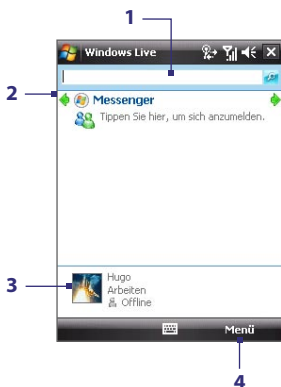 1
Windows Live
2
Messenger
Tippen Sie hier, um sich anzumelden.
3
Hugo
Arbeiten
Offline
Menü
4